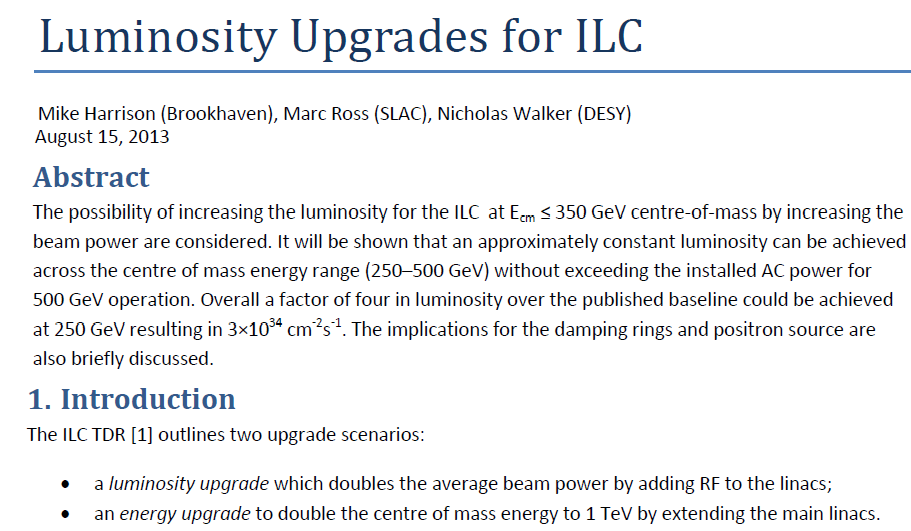 Luminosity Upgrades for ILC
Mike Harrison (Brookhaven), Marc Ross (SLAC), Nicholas Walker (DESY)
August 15, 2013
Abstract
The possibility of increasing the luminosity for the ILC at Ecm ≤ 350 GeV centre-of-mass by increasing the
beam power are considered. It will be shown that an approximately constant luminosity can be achieved
across the centre of mass energy range (250–500 GeV) without exceeding the installed AC power for
500 GeV operation. Overall a factor of four in luminosity over the published baseline could be achieved
at 250 GeV resulting in 3×10³⁴ cm⁻²s⁻¹. The implications for the damping rings and positron source are
also briefly discussed.
1. Introduction
The ILC TDR [1] outlines two upgrade scenarios:
• a luminosity upgrade which doubles the average beam power by adding RF to the linacs;
• an energy upgrade to double the centre of mass energy to 1 TeV by extending the main linacs.